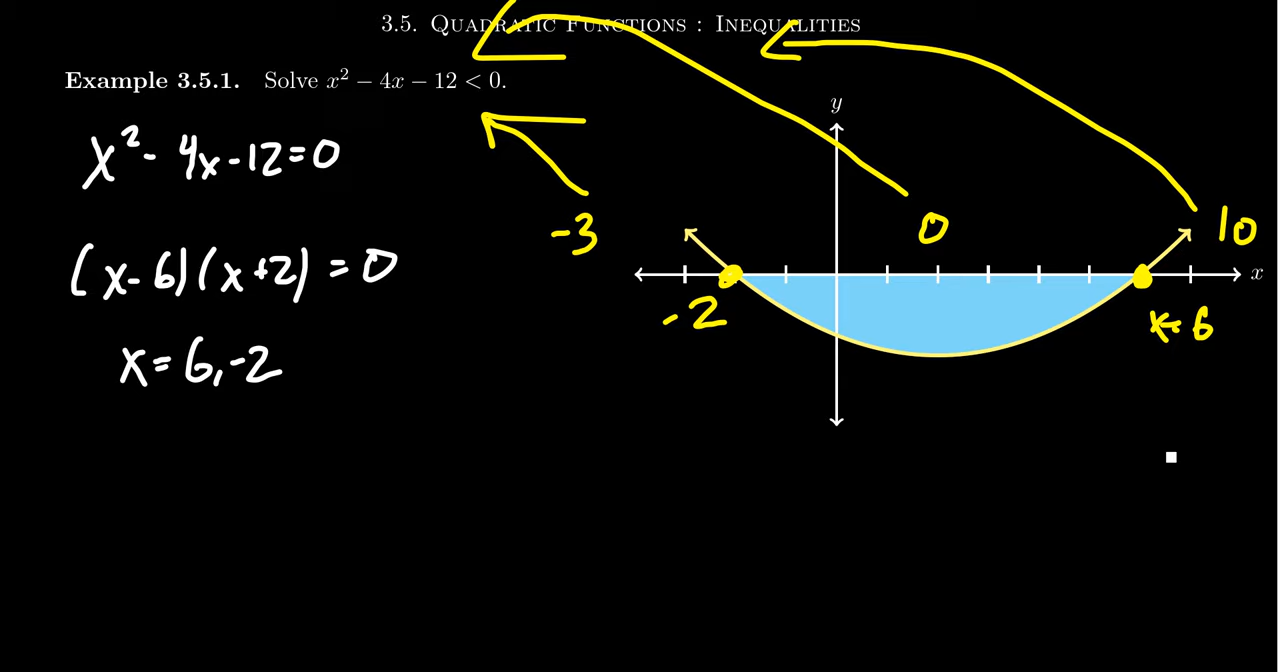 3.5. Quadratic Functions : Inequalities
Example 3.5.1. Solve x² − 4x − 12 < 0.
y
x² - 4x - 12 = 0
-3
0
10
(x - 6)(x + 2) = 0
x
-2
x = 6
x = 6, -2